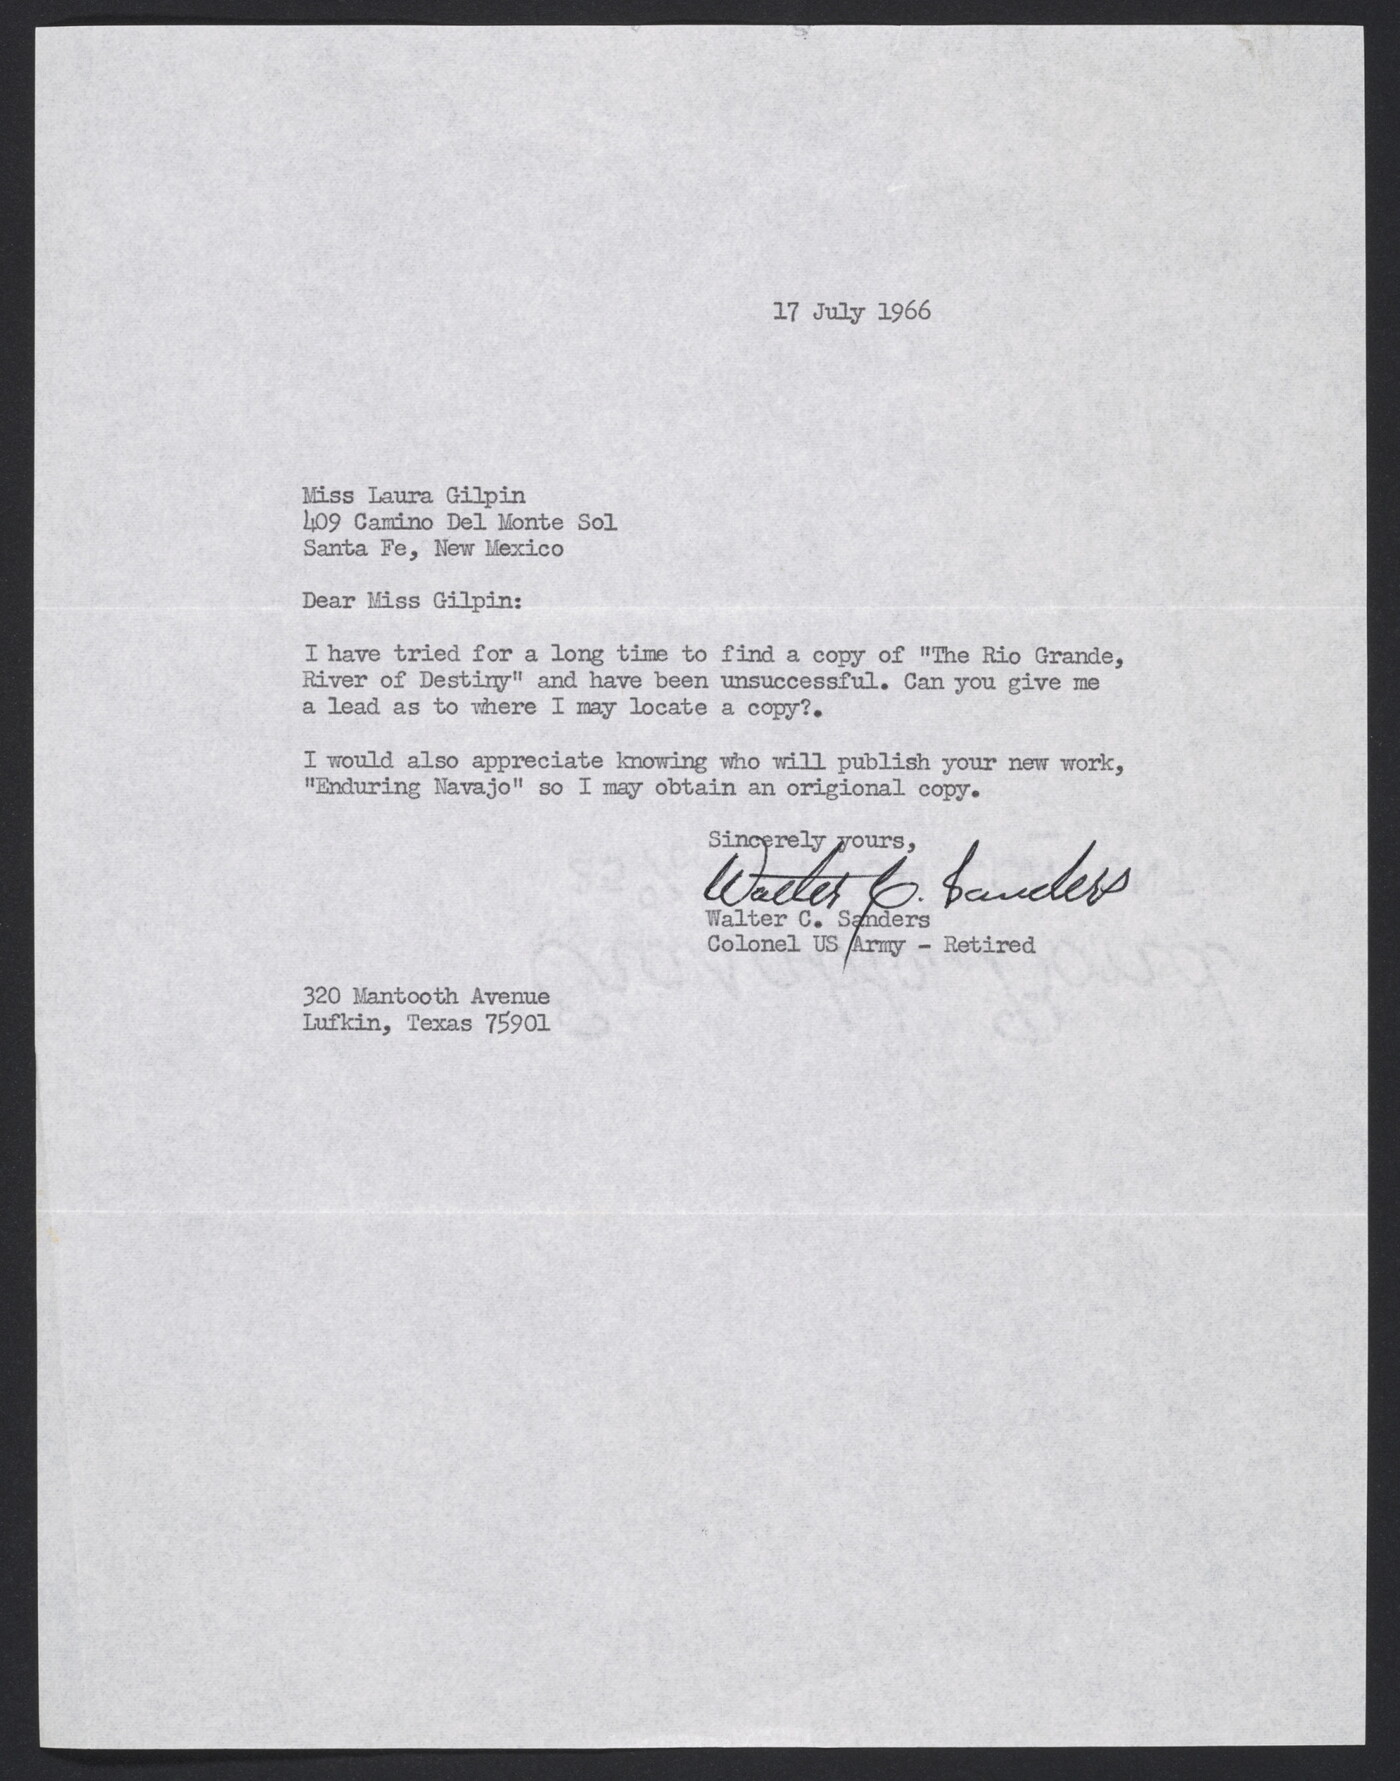 17 July 1966
Miss Laura Gilpin
409 Camino Del Monte Sol
Santa Fe, New Mexico
Dear Miss Gilpin:
I have tried for a long time to find a copy of "The Rio Grande,
River of Destiny" and have been unsuccessful. Can you give me
a lead as to where I may locate a copy?.
I would also appreciate knowing who will publish your new work,
"Enduring Navajo" so I may obtain an origional copy.
Sincerely yours,
Walter C. Sanders
Walter C. Sanders
Colonel US Army - Retired
320 Mantooth Avenue
Lufkin, Texas 75901